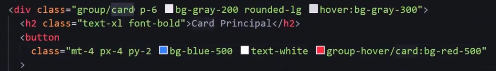 <div class="group/card p-6 bg-gray-200 rounded-lg hover:bg-gray-300">
<h2 class="text-xl font-bold">Card Principal</h2>
<button
class="mt-4 px-4 py-2 bg-blue-500 text-white group-hover/card:bg-red-500"
>